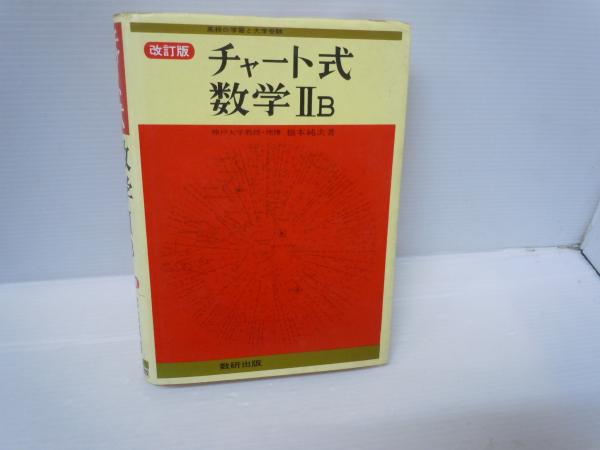 高校の学習と大学受験
改訂版
チャート式
数学ⅡB
神戸大学教授・理博 橋本純次著
数研出版
数学